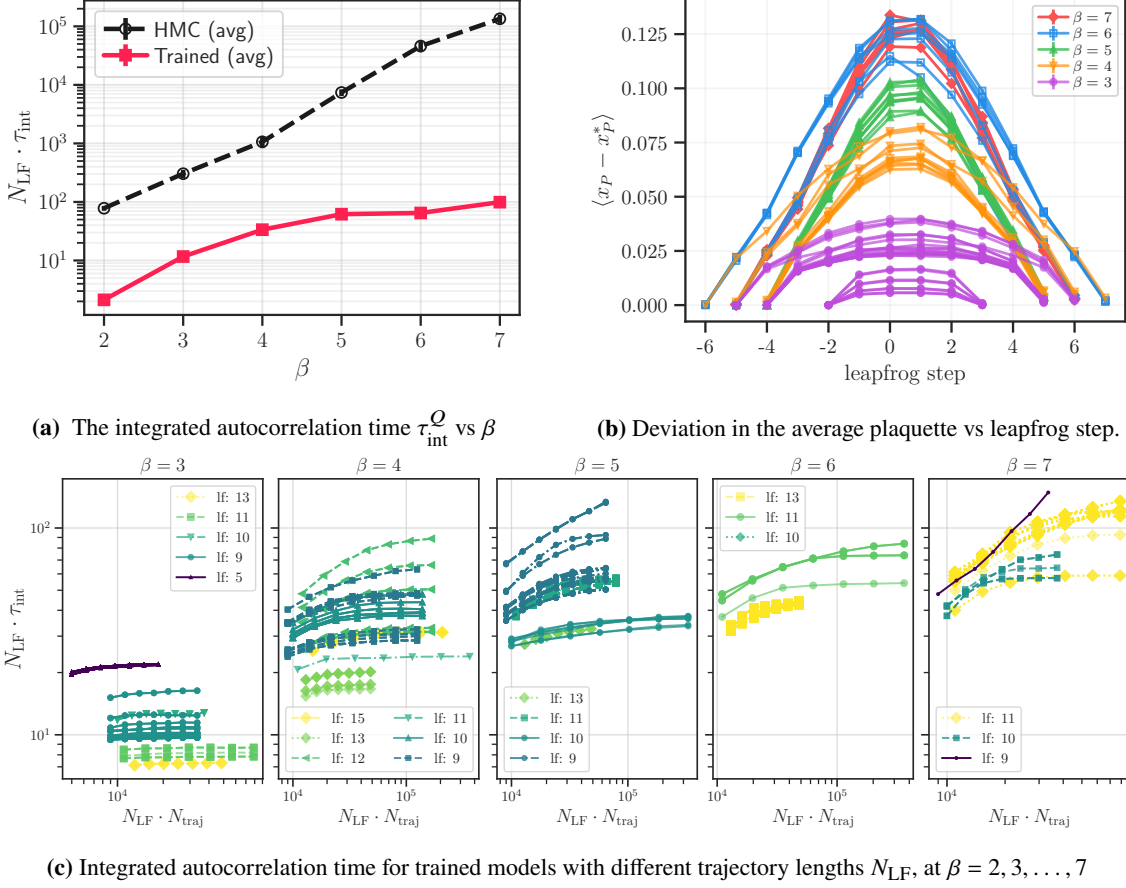 HMC (avg)
Trained (avg)
10^5
10^4
10^3
10^2
10^1
N_LF · τ_int
2 3 4 5 6 7
β
β = 7
β = 6
β = 5
β = 4
β = 3
0.125
0.100
0.075
0.050
0.025
0.000
⟨x_P − x_P^*⟩
-6 -4 -2 0 2 4 6
leapfrog step
(a) The integrated autocorrelation time τ_int^Q vs β
(b) Deviation in the average plaquette vs leapfrog step.
β = 3
lf: 13
lf: 11
lf: 10
lf: 9
lf: 5
10^2
10^1
N_LF · τ_int
10^4
N_LF · N_traj
β = 4
lf: 15
lf: 13
lf: 12
lf: 11
lf: 10
lf: 9
10^4 10^5
N_LF · N_traj
β = 5
lf: 13
lf: 11
lf: 10
lf: 9
10^4 10^5
N_LF · N_traj
β = 6
lf: 13
lf: 11
lf: 10
10^4 10^5
N_LF · N_traj
β = 7
lf: 11
lf: 10
lf: 9
10^4
N_LF · N_traj
(c) Integrated autocorrelation time for trained models with different trajectory lengths N_LF, at β = 2, 3, . . . , 7